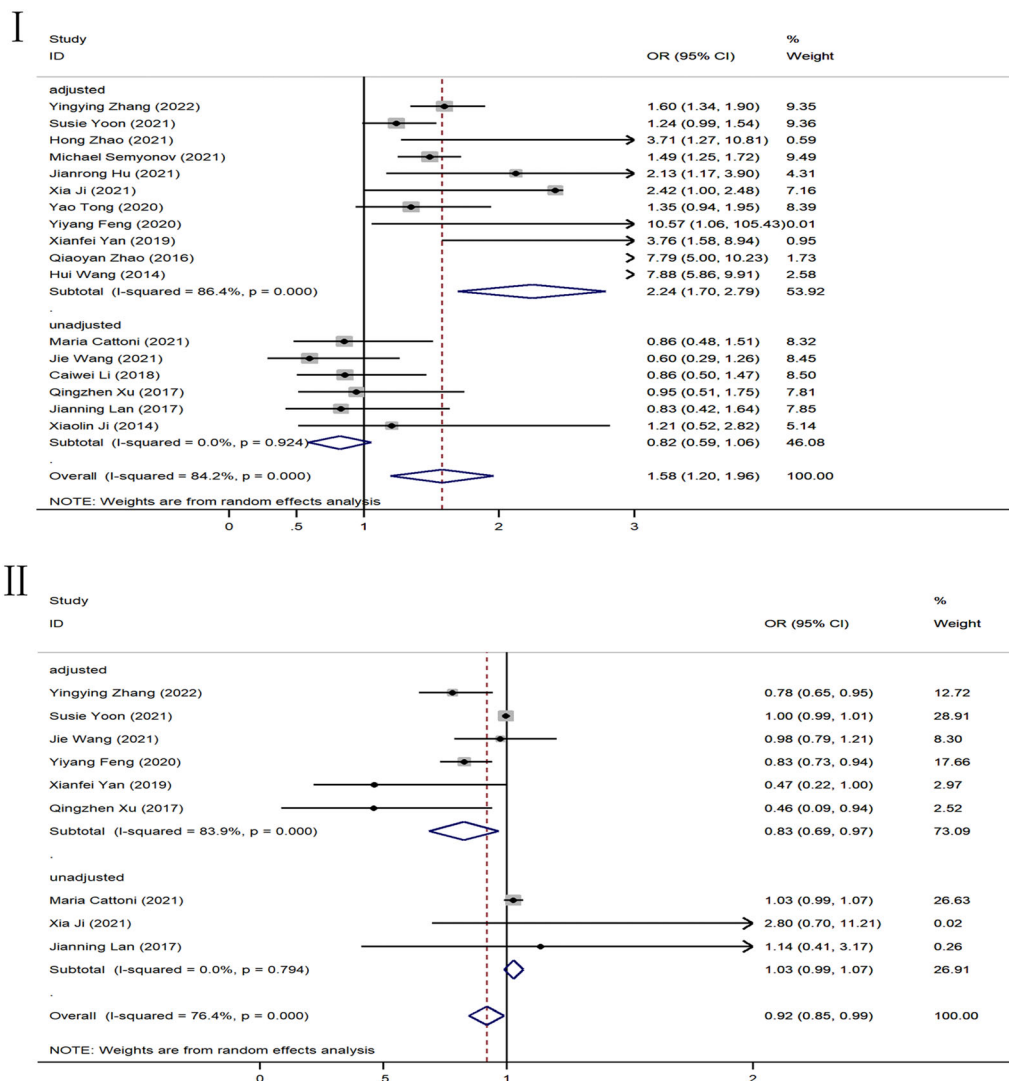 I
Study %
ID OR (95% CI) Weight
adjusted
Yingying Zhang (2022) 1.60 (1.34, 1.90) 9.35
Susie Yoon (2021) 1.24 (0.99, 1.54) 9.36
Hong Zhao (2021) 3.71 (1.27, 10.81) 0.59
Michael Semyonov (2021) 1.49 (1.25, 1.72) 9.49
Jianrong Hu (2021) 2.13 (1.17, 3.90) 4.31
Xia Ji (2021) 2.42 (1.00, 2.48) 7.16
Yao Tong (2020) 1.35 (0.94, 1.95) 8.39
Yiyang Feng (2020) 10.57 (1.06, 105.43) 0.01
Xianfei Yan (2019) 3.76 (1.58, 8.94) 0.95
Qiaoyan Zhao (2016) 7.79 (5.00, 10.23) 1.73
Hui Wang (2014) 7.88 (5.86, 9.91) 2.58
Subtotal (I-squared = 86.4%, p = 0.000) 2.24 (1.70, 2.79) 53.92
.
unadjusted
Maria Cattoni (2021) 0.86 (0.48, 1.51) 8.32
Jie Wang (2021) 0.60 (0.29, 1.26) 8.45
Caiwei Li (2018) 0.86 (0.50, 1.47) 8.50
Qingzhen Xu (2017) 0.95 (0.51, 1.75) 7.81
Jianning Lan (2017) 0.83 (0.42, 1.64) 7.85
Xiaolin Ji (2014) 1.21 (0.52, 2.82) 5.14
Subtotal (I-squared = 0.0%, p = 0.924) 0.82 (0.59, 1.06) 46.08
.
Overall (I-squared = 84.2%, p = 0.000) 1.58 (1.20, 1.96) 100.00
NOTE: Weights are from random effects analysis
0 .5 1 2 3
II
Study %
ID OR (95% CI) Weight
adjusted
Yingying Zhang (2022) 0.78 (0.65, 0.95) 12.72
Susie Yoon (2021) 1.00 (0.99, 1.01) 28.91
Jie Wang (2021) 0.98 (0.79, 1.21) 8.30
Yiyang Feng (2020) 0.83 (0.73, 0.94) 17.66
Xianfei Yan (2019) 0.47 (0.22, 1.00) 2.97
Qingzhen Xu (2017) 0.46 (0.09, 0.94) 2.52
Subtotal (I-squared = 83.9%, p = 0.000) 0.83 (0.69, 0.97) 73.09
.
unadjusted
Maria Cattoni (2021) 1.03 (0.99, 1.07) 26.63
Xia Ji (2021) 2.80 (0.70, 11.21) 0.02
Jianning Lan (2017) 1.14 (0.41, 3.17) 0.26
Subtotal (I-squared = 0.0%, p = 0.794) 1.03 (0.99, 1.07) 26.91
.
Overall (I-squared = 76.4%, p = 0.000) 0.92 (0.85, 0.99) 100.00
NOTE: Weights are from random effects analysis
0 .5 1 2